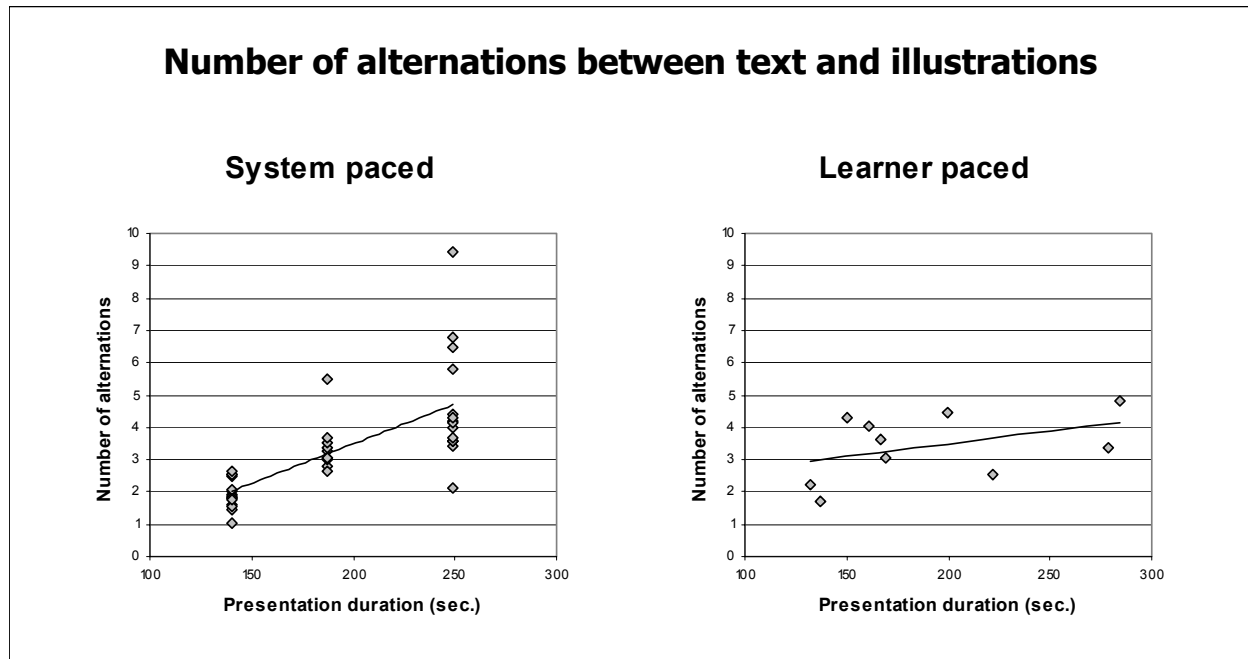 Number of alternations between text and illustrations
System paced
Number of alternations
10
9
8
7
6
5
4
3
2
1
0
100 150 200 250 300
Presentation duration (sec.)
Learner paced
Number of alternations
10
9
8
7
6
5
4
3
2
1
0
100 150 200 250 300
Presentation duration (sec.)